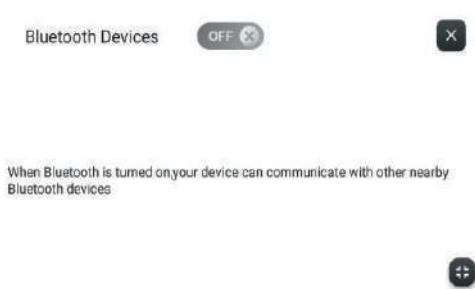 Bluetooth Devices OFF
When Bluetooth is turned on,your device can communicate with other nearby
Bluetooth devices